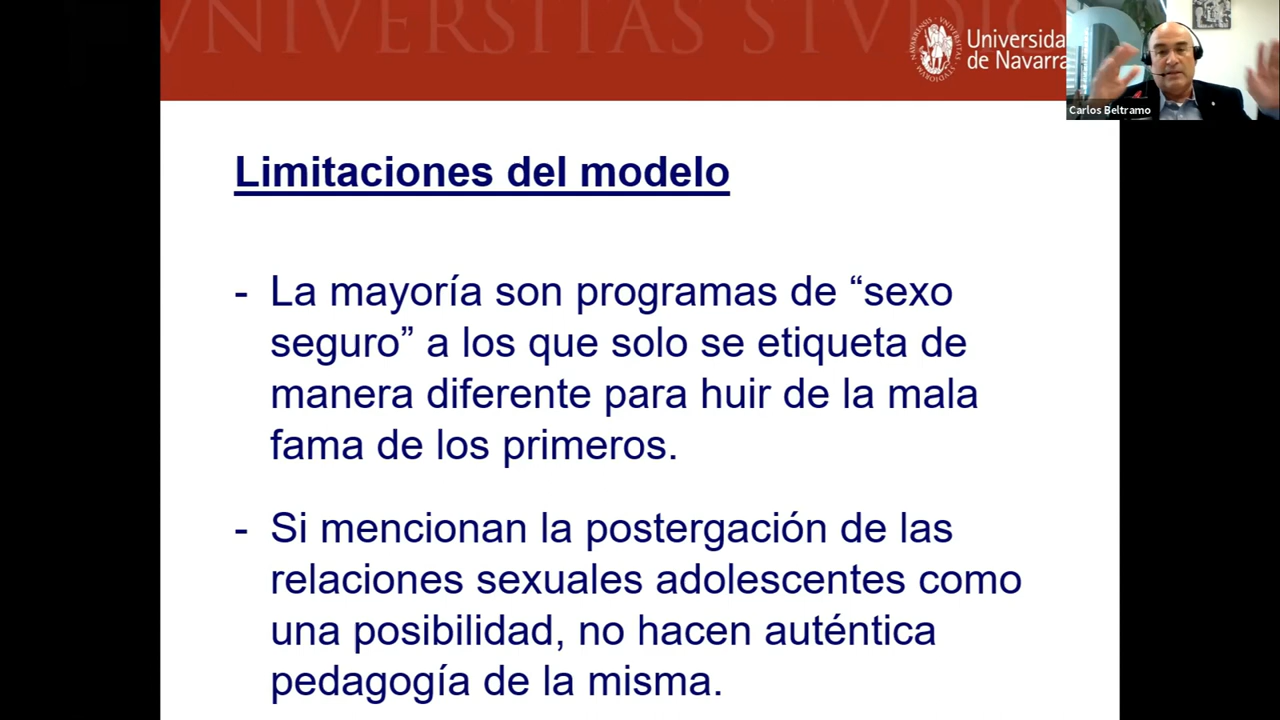 VNIVERSITAS STVDIO
Universida
de Navarra
Carlos Beltramo
Limitaciones del modelo
- La mayoría son programas de “sexo
seguro” a los que solo se etiqueta de
manera diferente para huir de la mala
fama de los primeros.
- Si mencionan la postergación de las
relaciones sexuales adolescentes como
una posibilidad, no hacen auténtica
pedagogía de la misma.